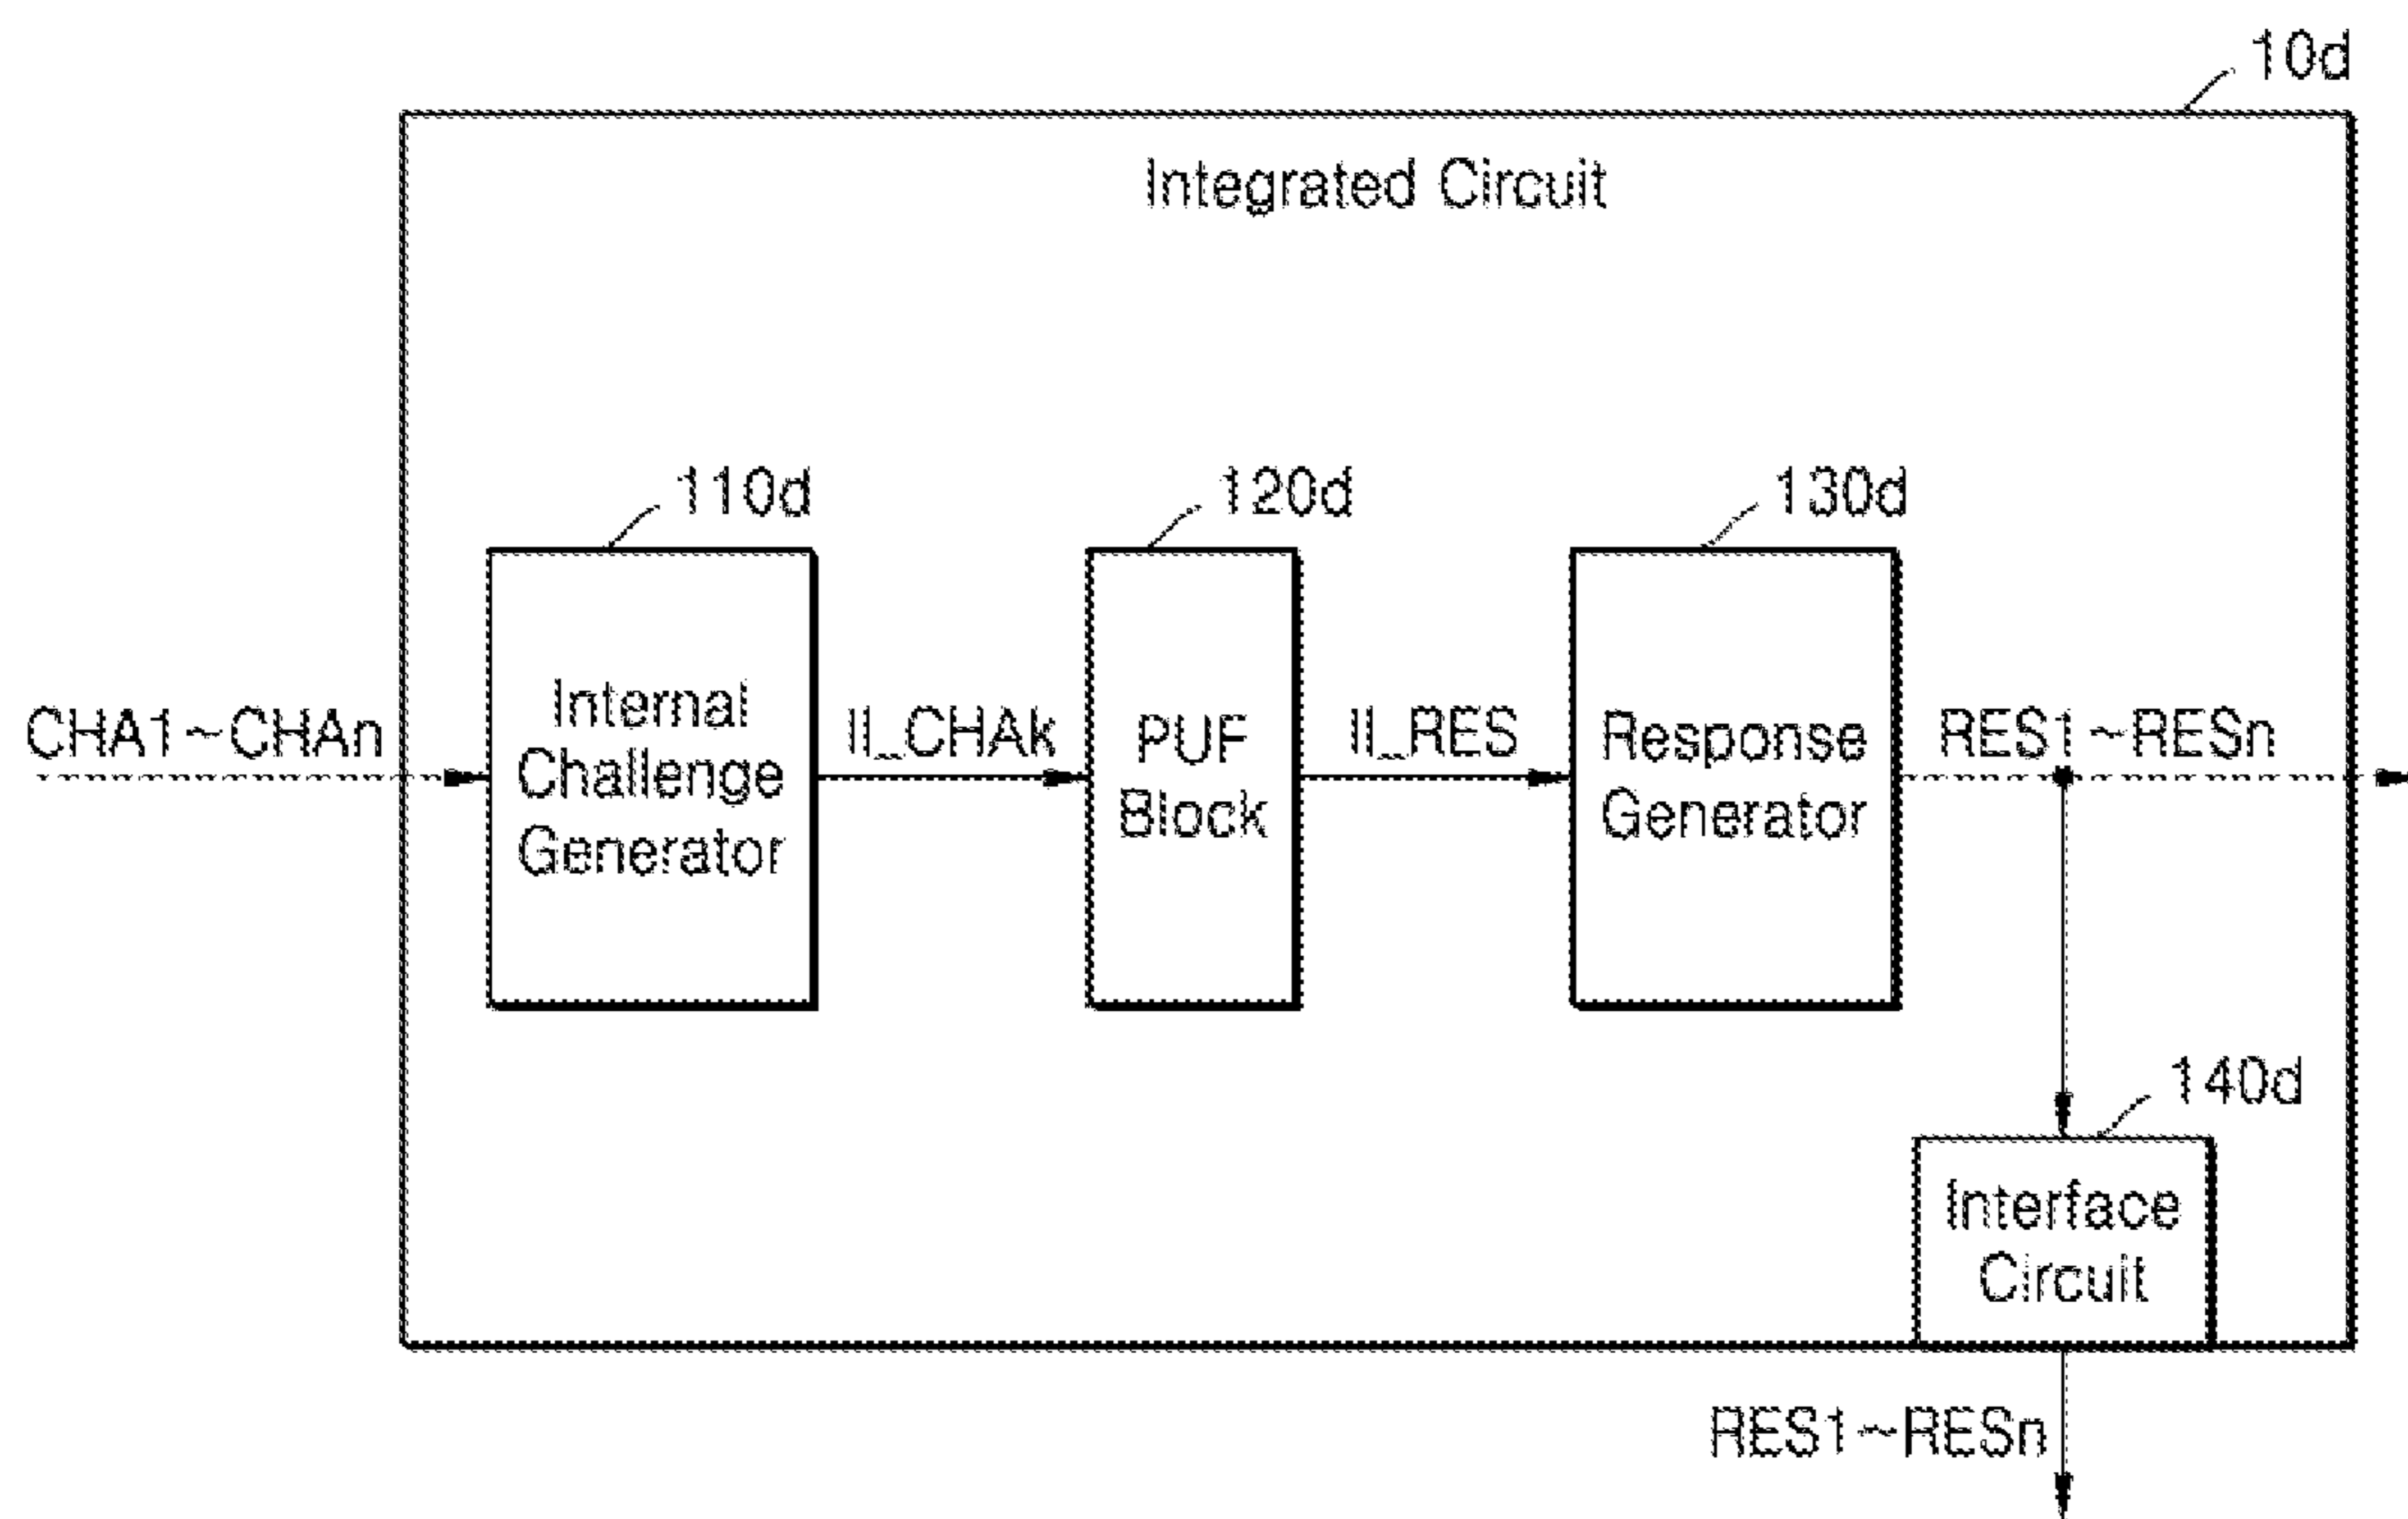 10d
Integrated Circuit
110d
120d
130d
CHA1~CHAn
Internal
Challenge
Generator
II_CHAk
PUF
Block
II_RES
Response
Generator
RES1~RESn
140d
Interface
Circuit
RES1~RESn